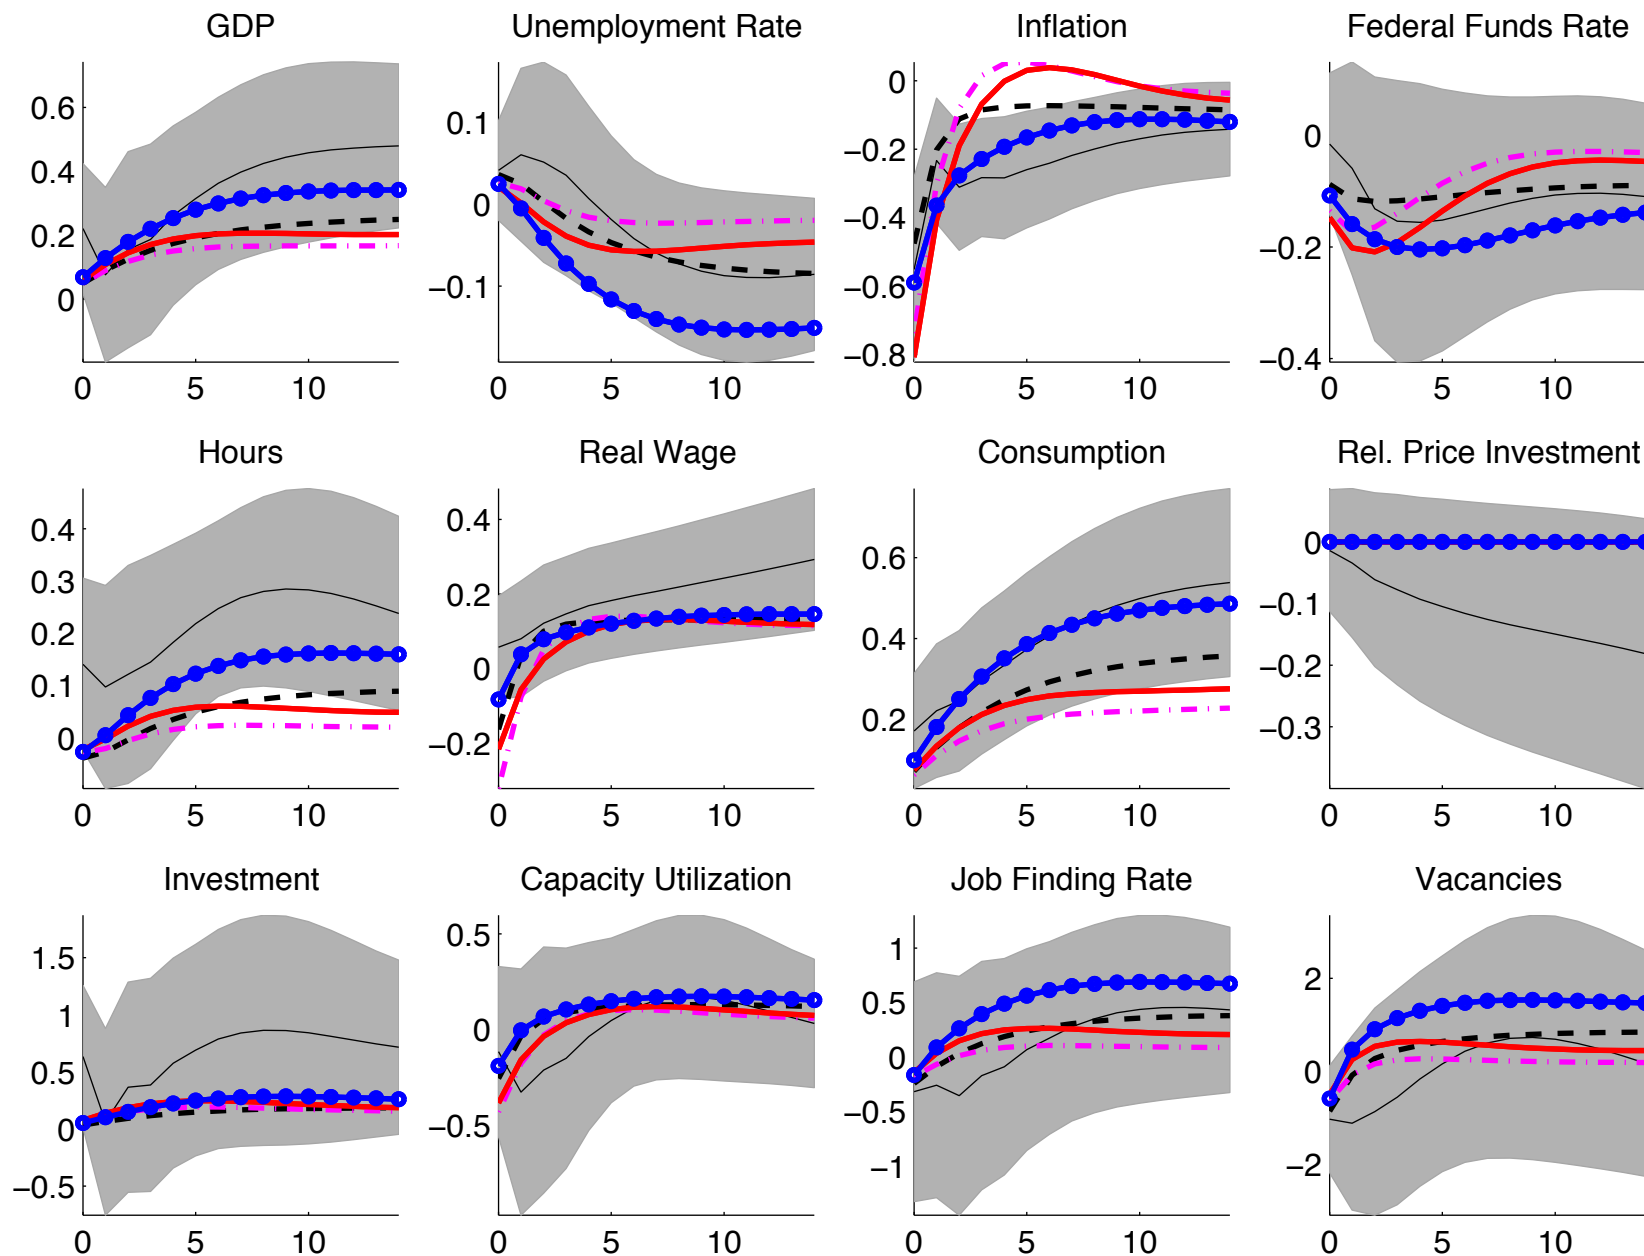 GDP Unemployment Rate Inflation Federal Funds Rate
0.6 0.4 0.2 0
0 5 10
0.1 0 −0.1
0 5 10
0 −0.2 −0.4 −0.6 −0.8
0 5 10
0 −0.2 −0.4
0 5 10
Hours Real Wage Consumption Rel. Price Investment
0.4 0.3 0.2 0.1 0
0 5 10
0.4 0.2 0 −0.2
0 5 10
0.6 0.4 0.2
0 5 10
0 −0.1 −0.2 −0.3
0 5 10
Investment Capacity Utilization Job Finding Rate Vacancies
1.5 1 0.5 0 −0.5
0 5 10
0.5 0 −0.5
0 5 10
1 0.5 0 −0.5 −1
0 5 10
2 0 −2
0 5 10